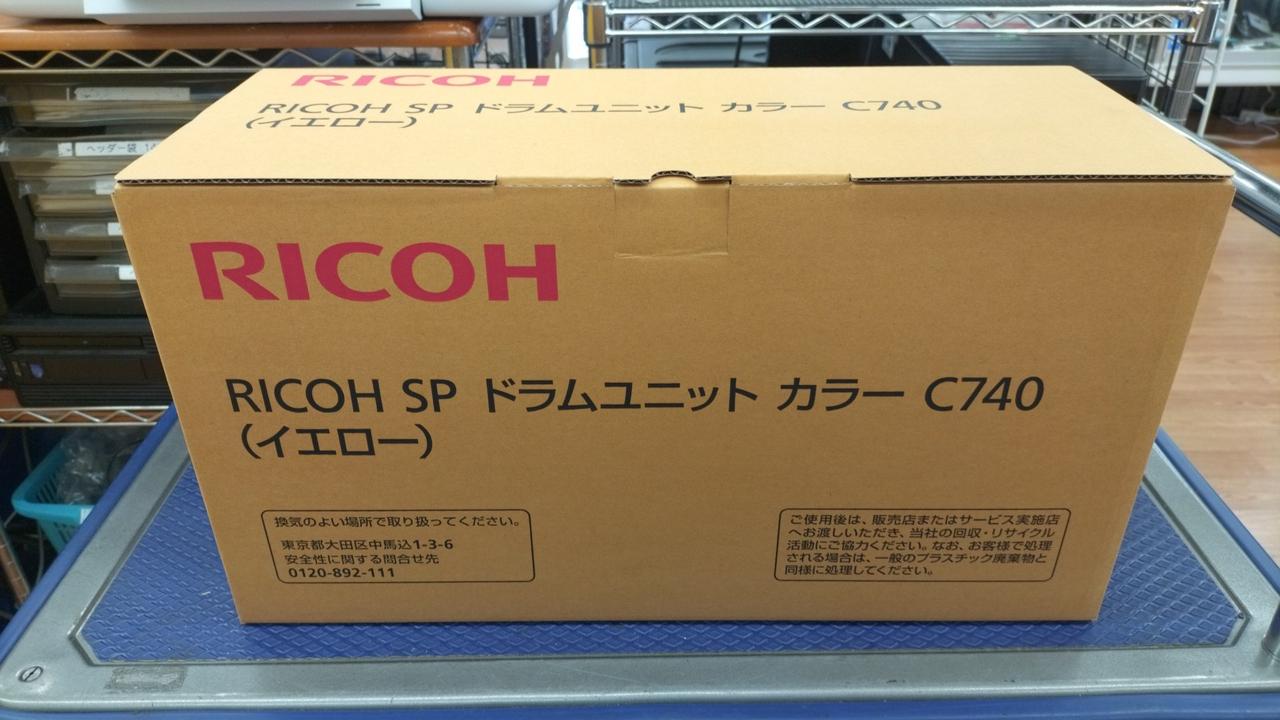 RICOH
RICOH SP ドラムユニット カラー C740
(イエロー)
ヘッダー袋
RICOH
RICOH SP ドラムユニット カラー C740
(イエロー)
換気のよい場所で取り扱ってください。
東京都大田区中馬込1-3-6
安全性に関する問合せ先
0120-892-111
ご使用後は、販売店またはサービス実施店
へお渡しいただき、当社の回収・リサイクル
活動にご協力ください。なお、お客様で処理
される場合は、一般のプラスチック廃棄物と
同様に処理してください。